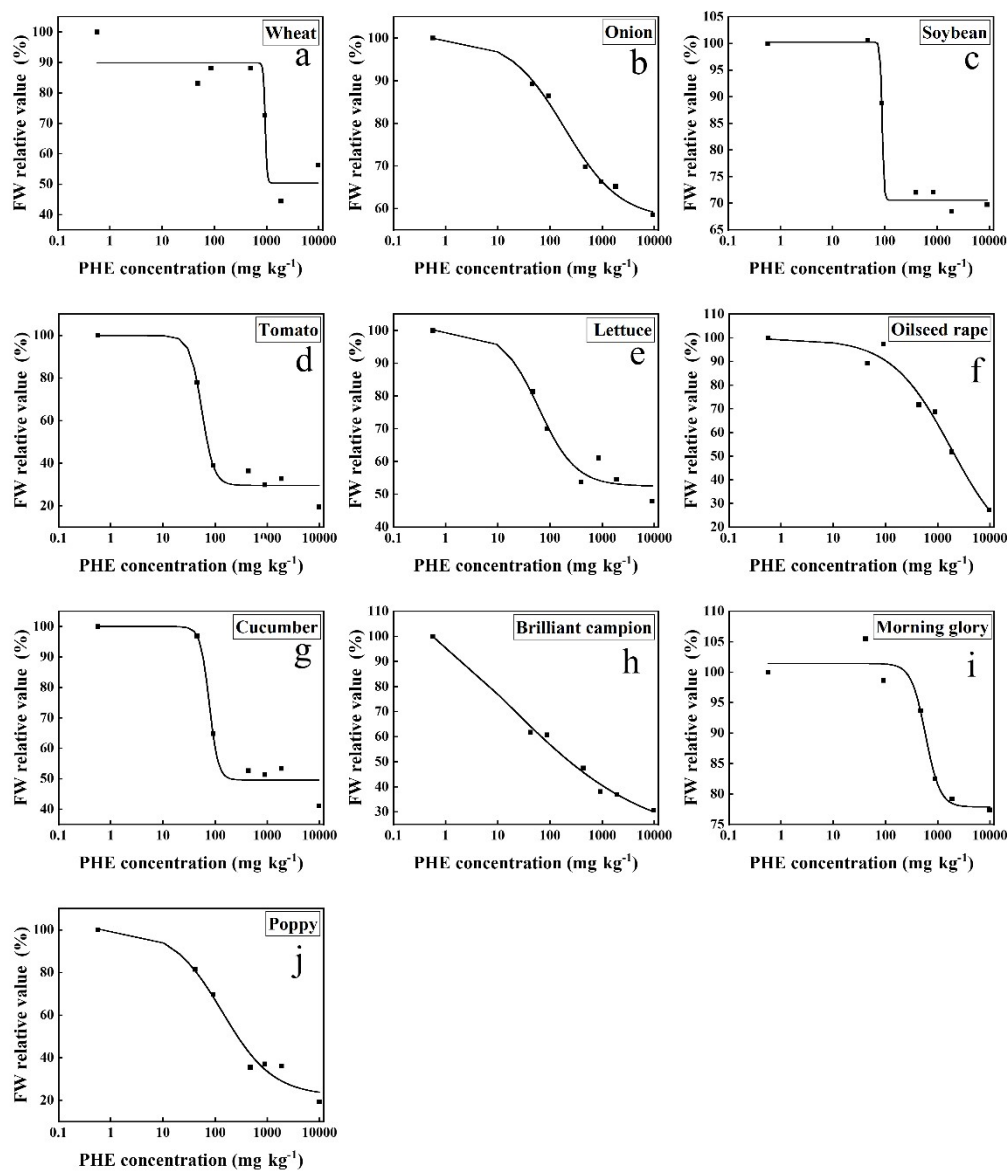 Wheat
a
100
90
80
70
60
50
40
FW relative value (%)
0.1 1 10 100 1000 10000
PHE concentration (mg kg⁻¹)
Onion
b
100
90
80
70
60
FW relative value (%)
0.1 1 10 100 1000 10000
PHE concentration (mg kg⁻¹)
Soybean
c
105
100
95
90
85
80
75
70
65
FW relative value (%)
0.1 1 10 100 1000 10000
PHE concentration (mg kg⁻¹)
Tomato
d
100
80
60
40
20
FW relative value (%)
0.1 1 10 100 1000 10000
PHE concentration (mg kg⁻¹)
Lettuce
e
100
90
80
70
60
50
40
FW relative value (%)
0.1 1 10 100 1000 10000
PHE concentration (mg kg⁻¹)
Oilseed rape
f
110
100
90
80
70
60
50
40
30
20
FW relative value (%)
0.1 1 10 100 1000 10000
PHE concentration (mg kg⁻¹)
Cucumber
g
100
90
80
70
60
50
40
FW relative value (%)
0.1 1 10 100 1000 10000
PHE concentration (mg kg⁻¹)
Brilliant campion
h
110
100
90
80
70
60
50
40
30
FW relative value (%)
0.1 1 10 100 1000 10000
PHE concentration (mg kg⁻¹)
Morning glory
i
110
105
100
95
90
85
80
75
FW relative value (%)
0.1 1 10 100 1000 10000
PHE concentration (mg kg⁻¹)
Poppy
j
100
80
60
40
20
FW relative value (%)
0.1 1 10 100 1000 10000
PHE concentration (mg kg⁻¹)